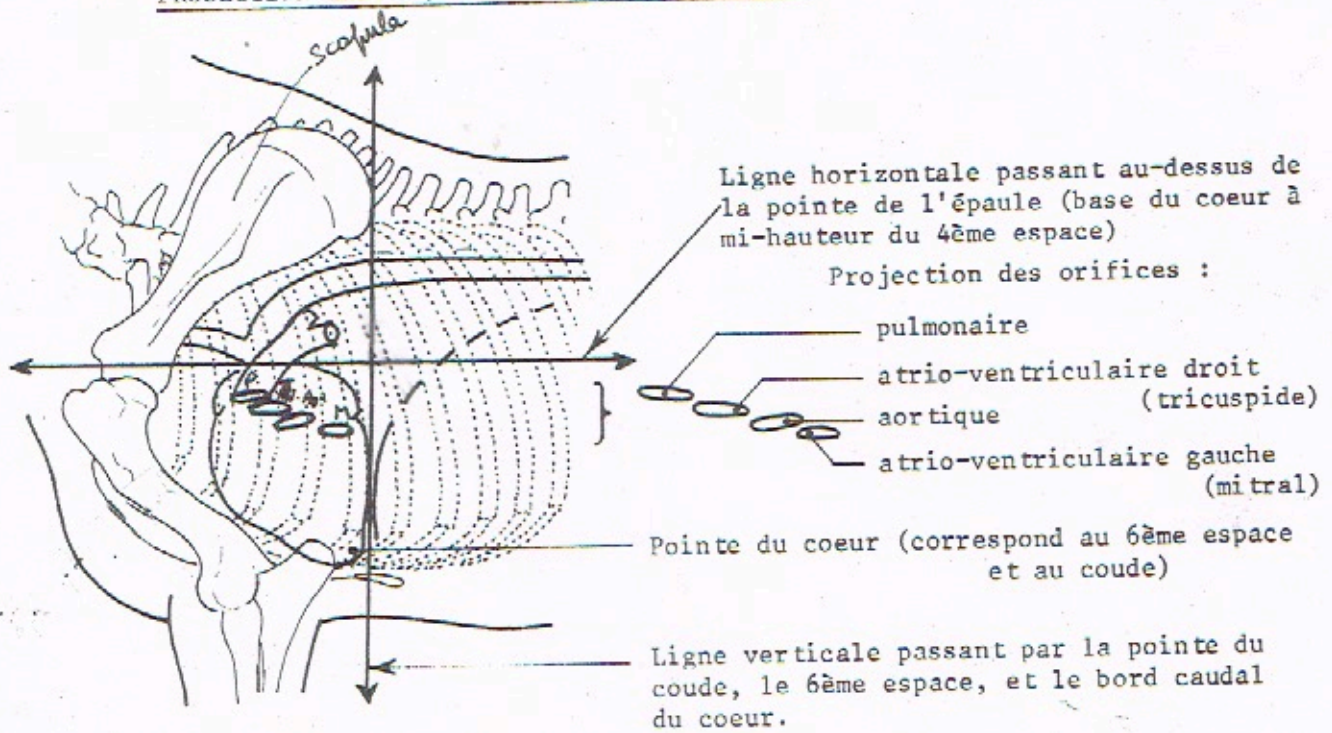 Scapula
Ligne horizontale passant au-dessus de
la pointe de l'épaule (base du coeur à
mi-hauteur du 4ème espace)
Projection des orifices :
pulmonaire
atrio-ventriculaire droit
(tricuspide)
aortique
atrio-ventriculaire gauche
(mitral)
P
M
Pointe du coeur (correspond au 6ème espace
et au coude)
Ligne verticale passant par la pointe du
coude, le 6ème espace, et le bord caudal
du coeur.